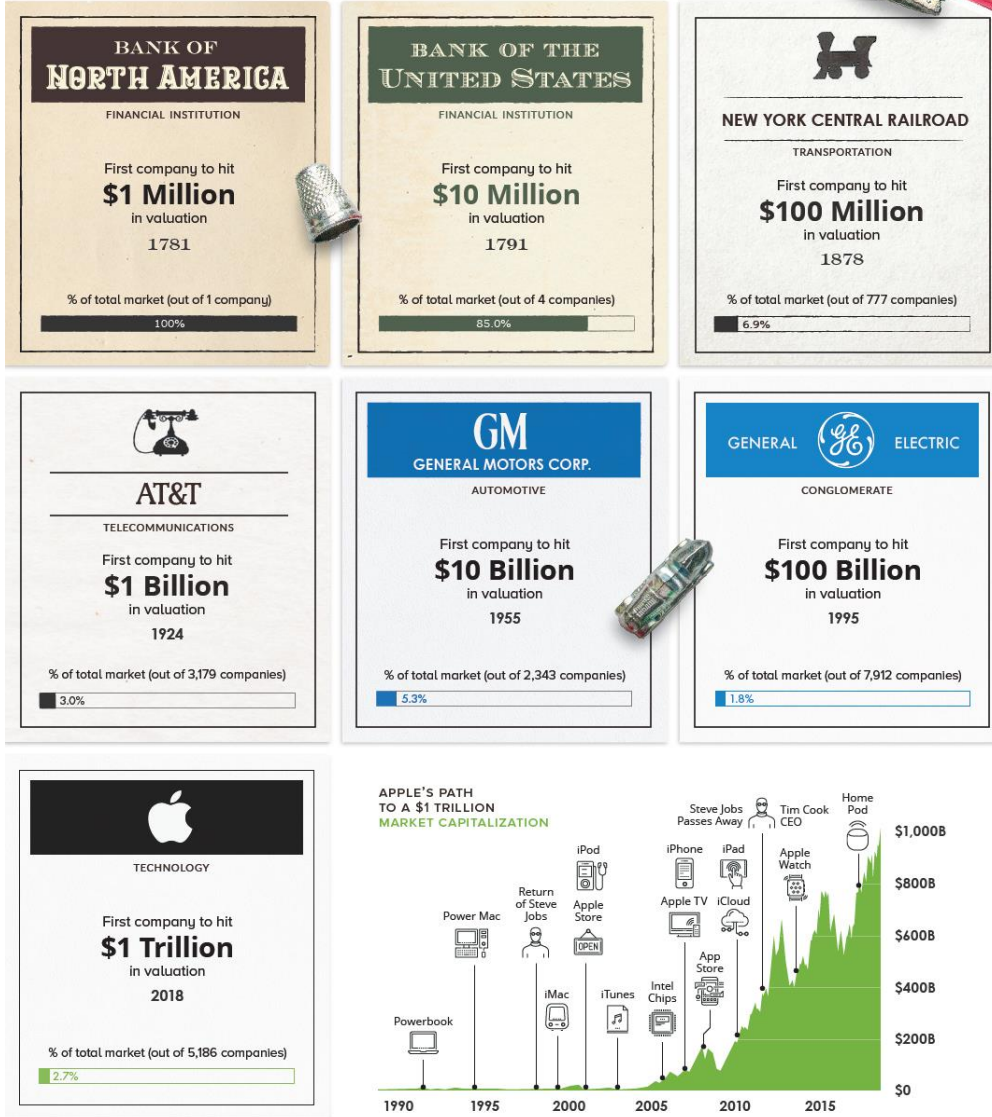 BANK OF
NORTH AMERICA
FINANCIAL INSTITUTION
First company to hit
$1 Million
in valuation
1781
% of total market (out of 1 company)
100%
BANK OF THE
UNITED STATES
FINANCIAL INSTITUTION
First company to hit
$10 Million
in valuation
1791
% of total market (out of 4 companies)
85.0%
NEW YORK CENTRAL RAILROAD
TRANSPORTATION
First company to hit
$100 Million
in valuation
1878
% of total market (out of 777 companies)
6.9%
AT&T
TELECOMMUNICATIONS
First company to hit
$1 Billion
in valuation
1924
% of total market (out of 3,179 companies)
3.0%
GM
GENERAL MOTORS CORP.
AUTOMOTIVE
First company to hit
$10 Billion
in valuation
1955
% of total market (out of 2,343 companies)
5.3%
GENERAL GE ELECTRIC
CONGLOMERATE
First company to hit
$100 Billion
in valuation
1995
% of total market (out of 7,912 companies)
1.8%
TECHNOLOGY
First company to hit
$1 Trillion
in valuation
2018
% of total market (out of 5,186 companies)
2.7%
APPLE'S PATH
TO A $1 TRILLION
MARKET CAPITALIZATION
Powerbook
Power Mac
Return
of Steve
Jobs
iMac
iPod
Apple
Store
OPEN
iTunes
Intel
Chips
iPhone
Apple TV
App
Store
iPad
iCloud
Steve Jobs
Passes Away
Tim Cook
CEO
Apple
Watch
Home
Pod
$1,000B
$800B
$600B
$400B
$200B
$0
1990
1995
2000
2005
2010
2015